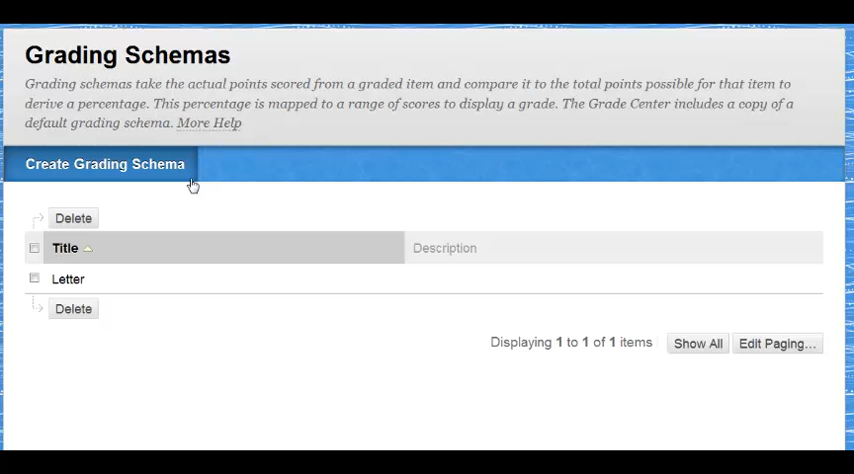 Grading Schemas
Grading schemas take the actual points scored from a graded item and compare it to the total points possible for that item to
derive a percentage. This percentage is mapped to a range of scores to display a grade. The Grade Center includes a copy of a
default grading schema. More Help
Create Grading Schema
Delete
Title Description
Letter
Delete
Displaying 1 to 1 of 1 items Show All Edit Paging...